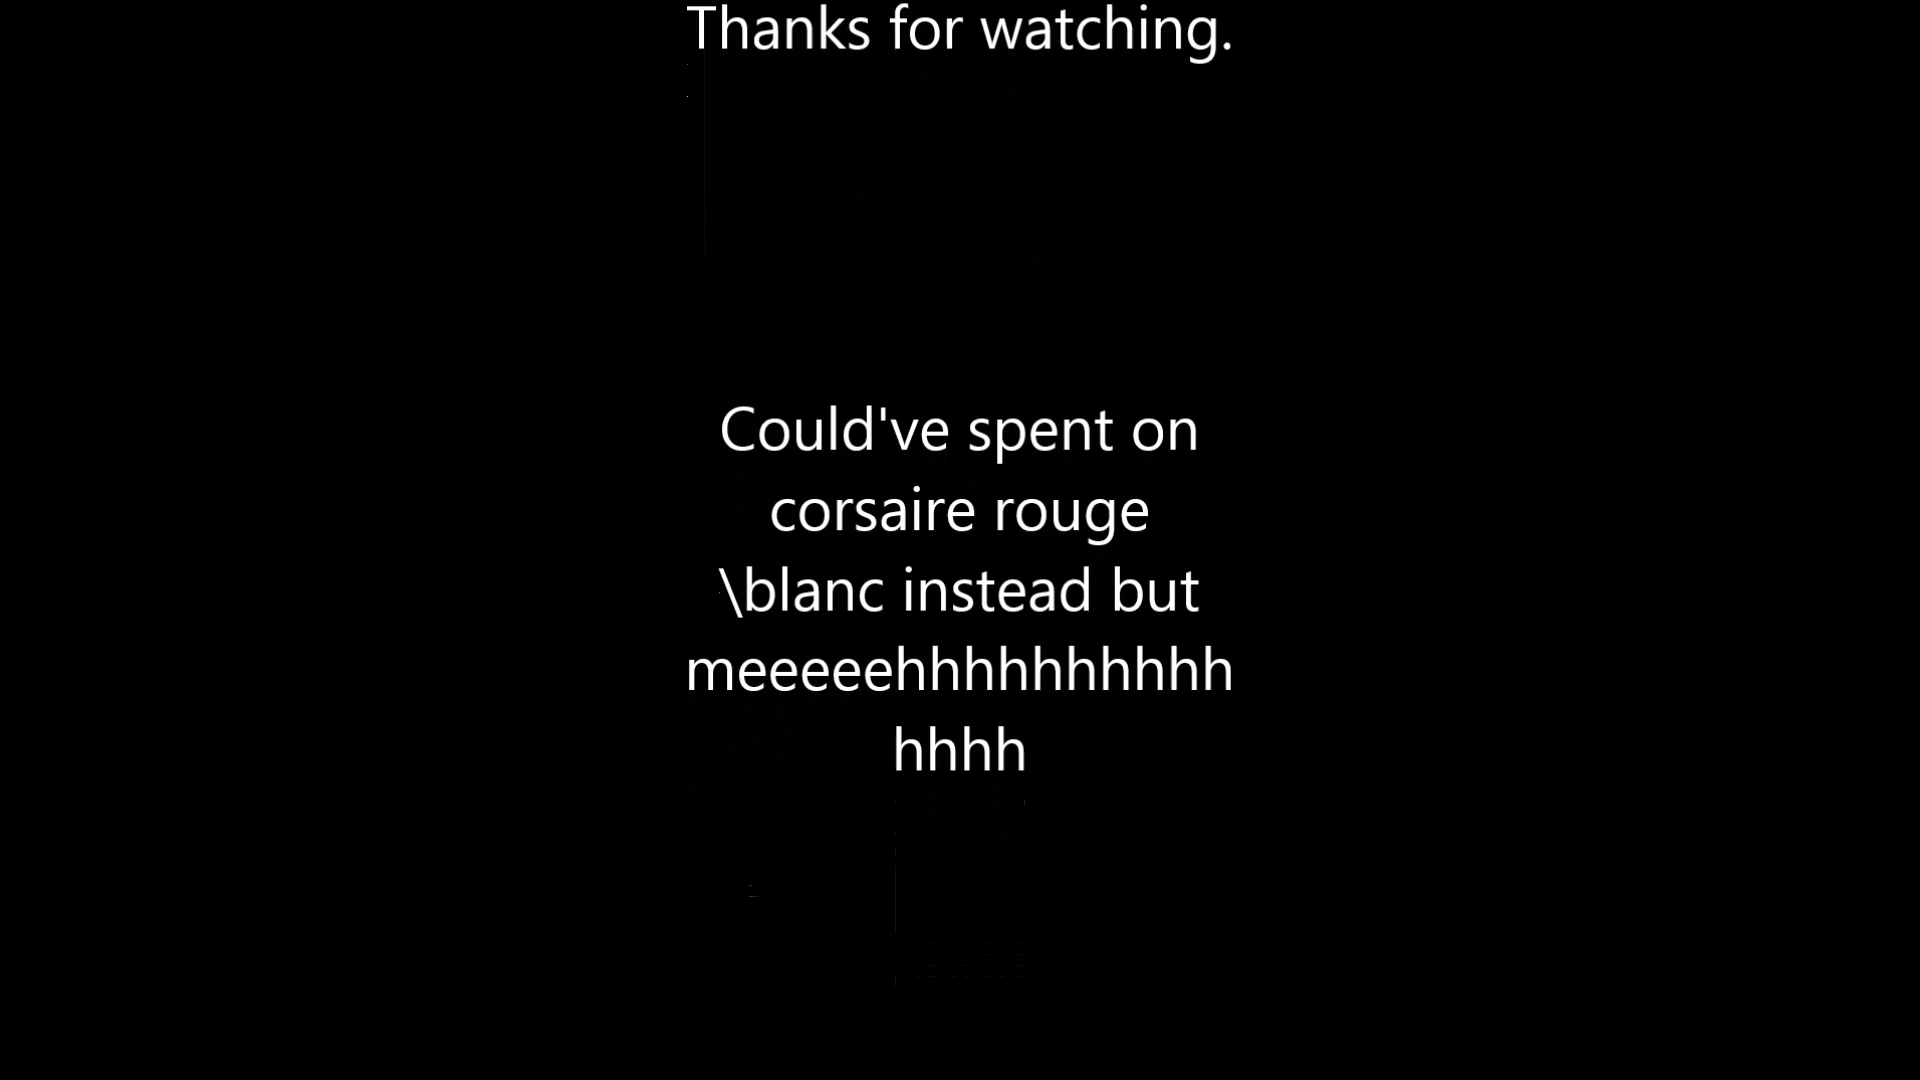 Thanks for watching.
Could've spent on
corsaire rouge
\blanc instead but
meeeeehhhhhhhhhh
hhhh